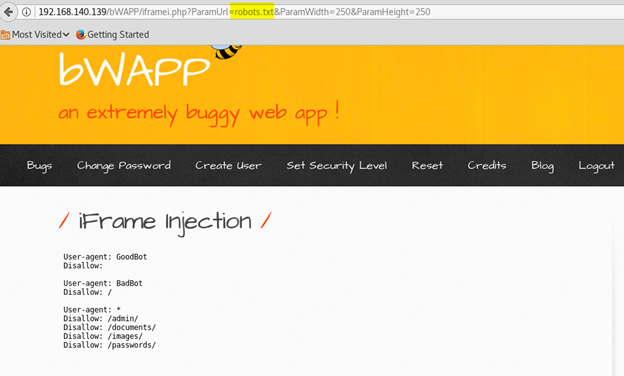 192.168.140.139/bWAPP/iframei.php?ParamUrl=robots.txt&ParamWidth=250&ParamHeight=250
Most Visited Getting Started
bWAPP
an extremely buggy web app !
Bugs Change Password Create User Set Security Level Reset Credits Blog Logout
/ iFrame Injection /
User-agent: GoodBot
Disallow:
User-agent: BadBot
Disallow: /
User-agent: *
Disallow: /admin/
Disallow: /documents/
Disallow: /images/
Disallow: /passwords/